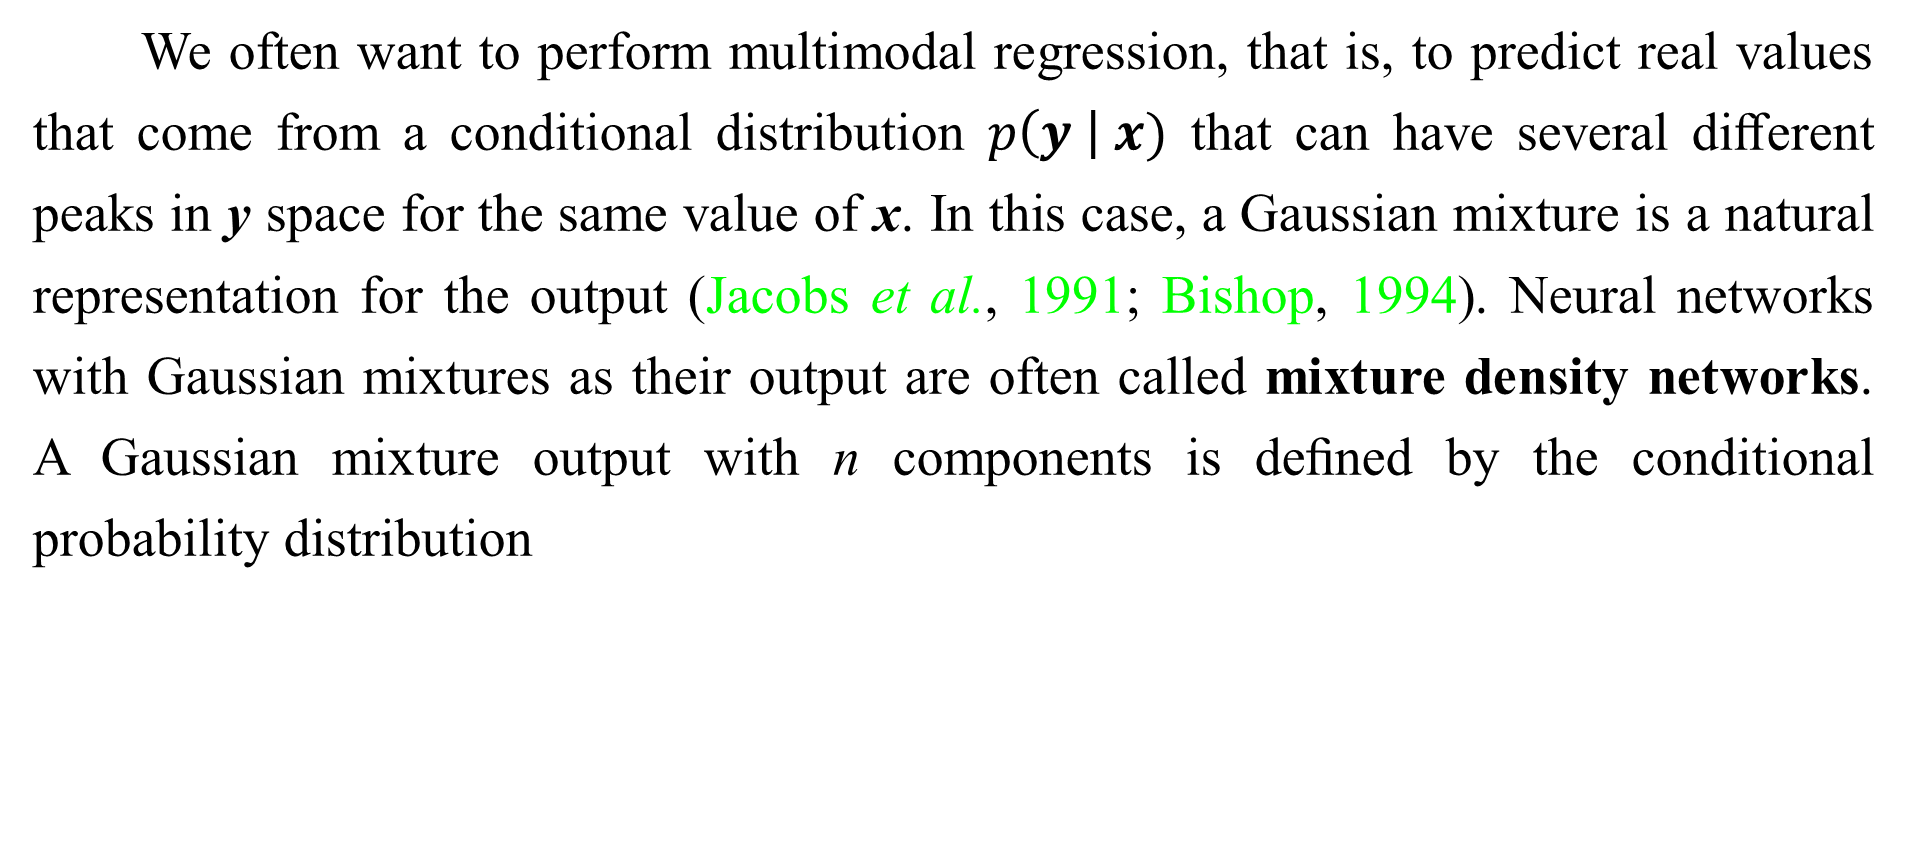 We often want to perform multimodal regression, that is, to predict real values
that come from a conditional distribution p(y | x) that can have several different
peaks in y space for the same value of x. In this case, a Gaussian mixture is a natural
representation for the output (Jacobs et al., 1991; Bishop, 1994). Neural networks
with Gaussian mixtures as their output are often called mixture density networks.
A Gaussian mixture output with n components is defined by the conditional
probability distribution